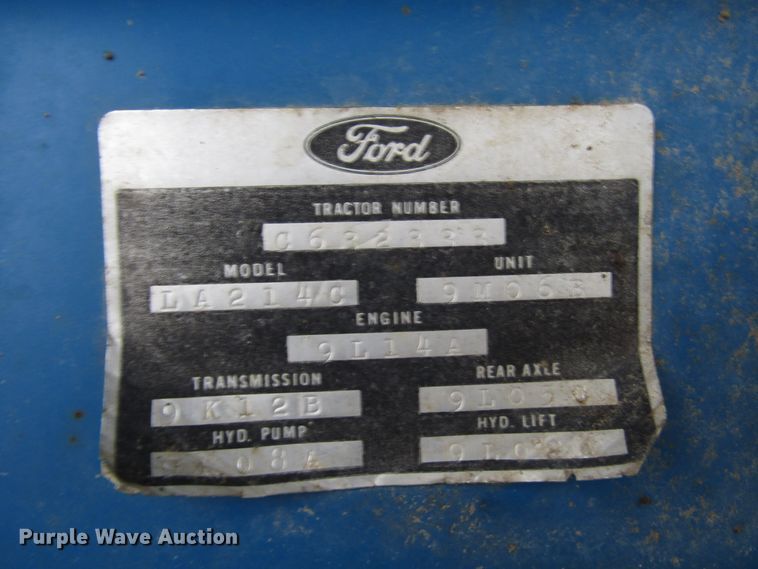 Ford
TRACTOR NUMBER
MODEL UNIT
LA214C 9M06B
ENGINE
9L14A
TRANSMISSION REAR AXLE
9K12B
HYD. PUMP HYD. LIFT
Purple Wave Auction®